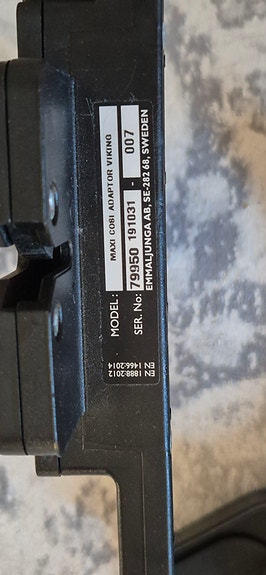 MODEL: MAXI COSI ADAPTOR VIKING
SER. No: 79950 191031 - 007
EMMALJUNGA AB, SE-282 68, SWEDEN
EN 1888:2012
EN 1466:2014